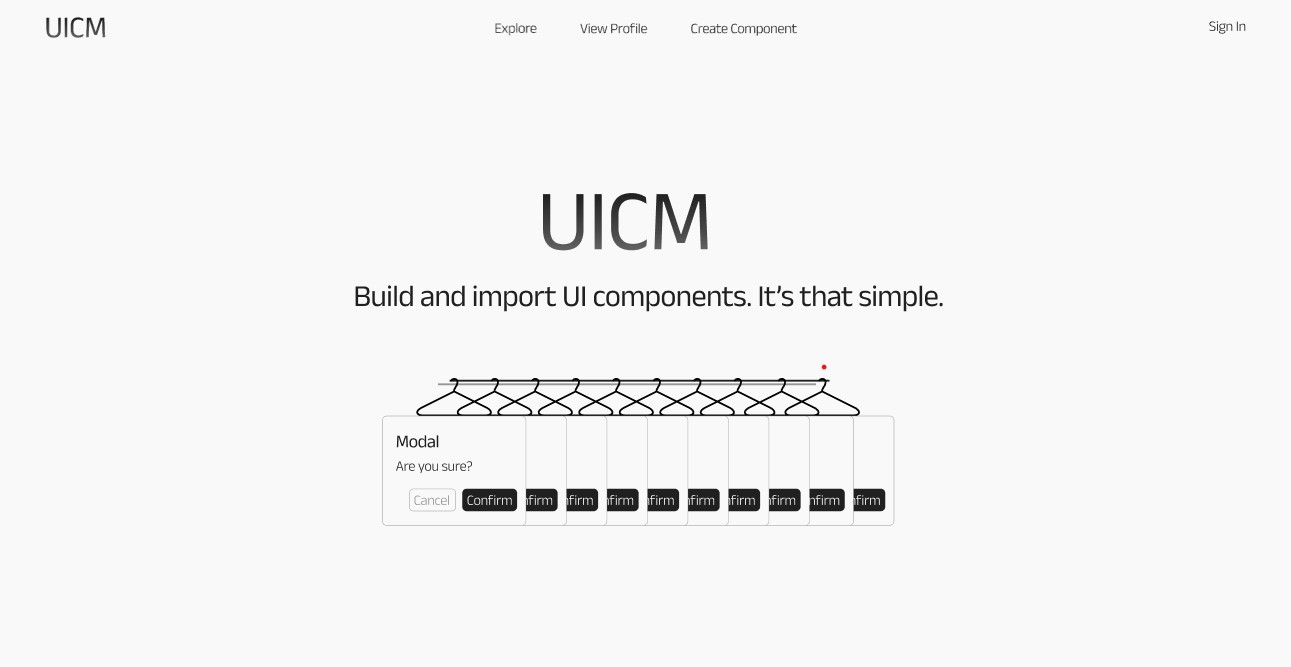 UICM
Explore View Profile Create Component
Sign In
UICM
Build and import UI components. It's that simple.
Modal
Are you sure?
Cancel Confirm nfirm nfirm nfirm nfirm nfirm nfirm nfirm nfirm nfirm